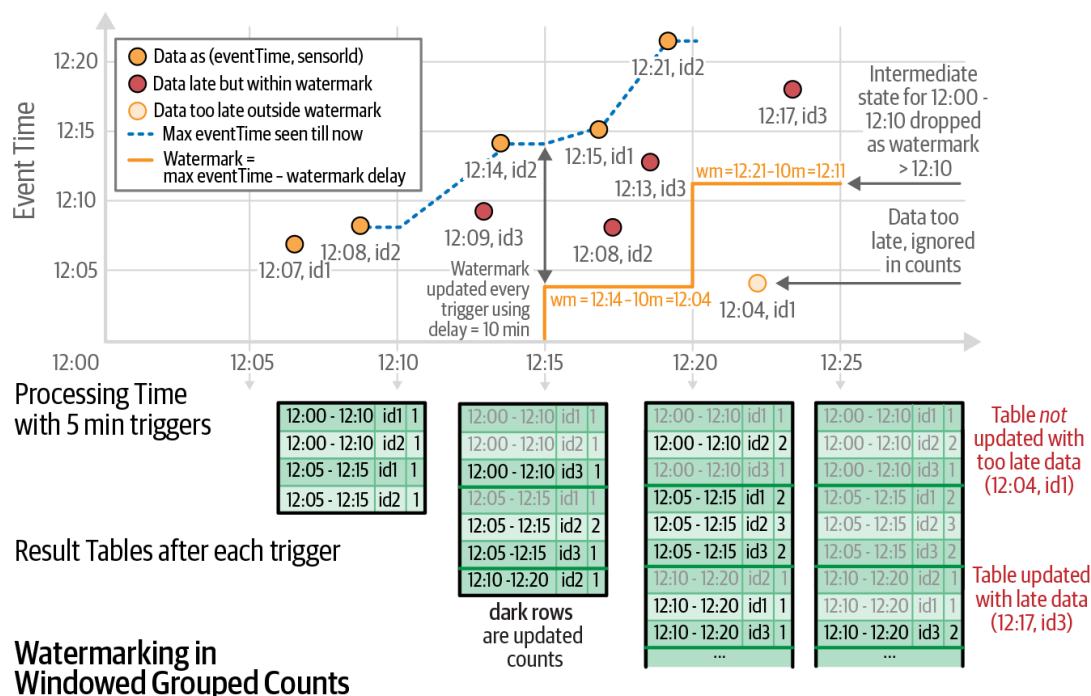 12:20
12:15
12:10
12:05
Event Time
Data as (eventTime, sensorId)
Data late but within watermark
Data too late outside watermark
Max eventTime seen till now
Watermark =
max eventTime – watermark delay
12:07, id1
12:08, id2
12:09, id3
12:14, id2
12:15, id1
12:21, id2
12:13, id3
12:08, id2
12:17, id3
12:04, id1
Watermark
updated every
trigger using
delay = 10 min
wm = 12:14–10m = 12:04
wm = 12:21–10m = 12:11
Intermediate
state for 12:00 -
12:10 dropped
as watermark
> 12:10
Data too
late, ignored
in counts
12:00
12:05
12:10
12:15
12:20
12:25
Processing Time
with 5 min triggers
12:00 - 12:10 id1 1
12:00 - 12:10 id2 1
12:05 - 12:15 id1 1
12:05 - 12:15 id2 1
12:00 - 12:10 id1 1
12:00 - 12:10 id2 1
12:00 - 12:10 id3 1
12:05 - 12:15 id1 1
12:05 - 12:15 id2 2
12:05 -12:15 id3 1
12:10 -12:20 id2 1
dark rows
are updated
counts
12:00 - 12:10 id1 1
12:00 - 12:10 id2 2
12:00 - 12:10 id3 1
12:05 - 12:15 id1 2
12:05 - 12:15 id2 3
12:05 - 12:15 id3 2
12:10 - 12:20 id2 1
12:10 - 12:20 id1 1
12:10 - 12:20 id3 1
...
12:00 - 12:10 id1 1
12:00 - 12:10 id2 2
12:00 - 12:10 id3 1
12:05 - 12:15 id1 2
12:05 - 12:15 id2 3
12:05 - 12:15 id3 2
12:10 - 12:20 id2 1
12:10 - 12:20 id1 1
12:10 - 12:20 id3 2
...
Table not
updated with
too late data
(12:04, id1)
Table updated
with late data
(12:17, id3)
Result Tables after each trigger
Watermarking in
Windowed Grouped Counts